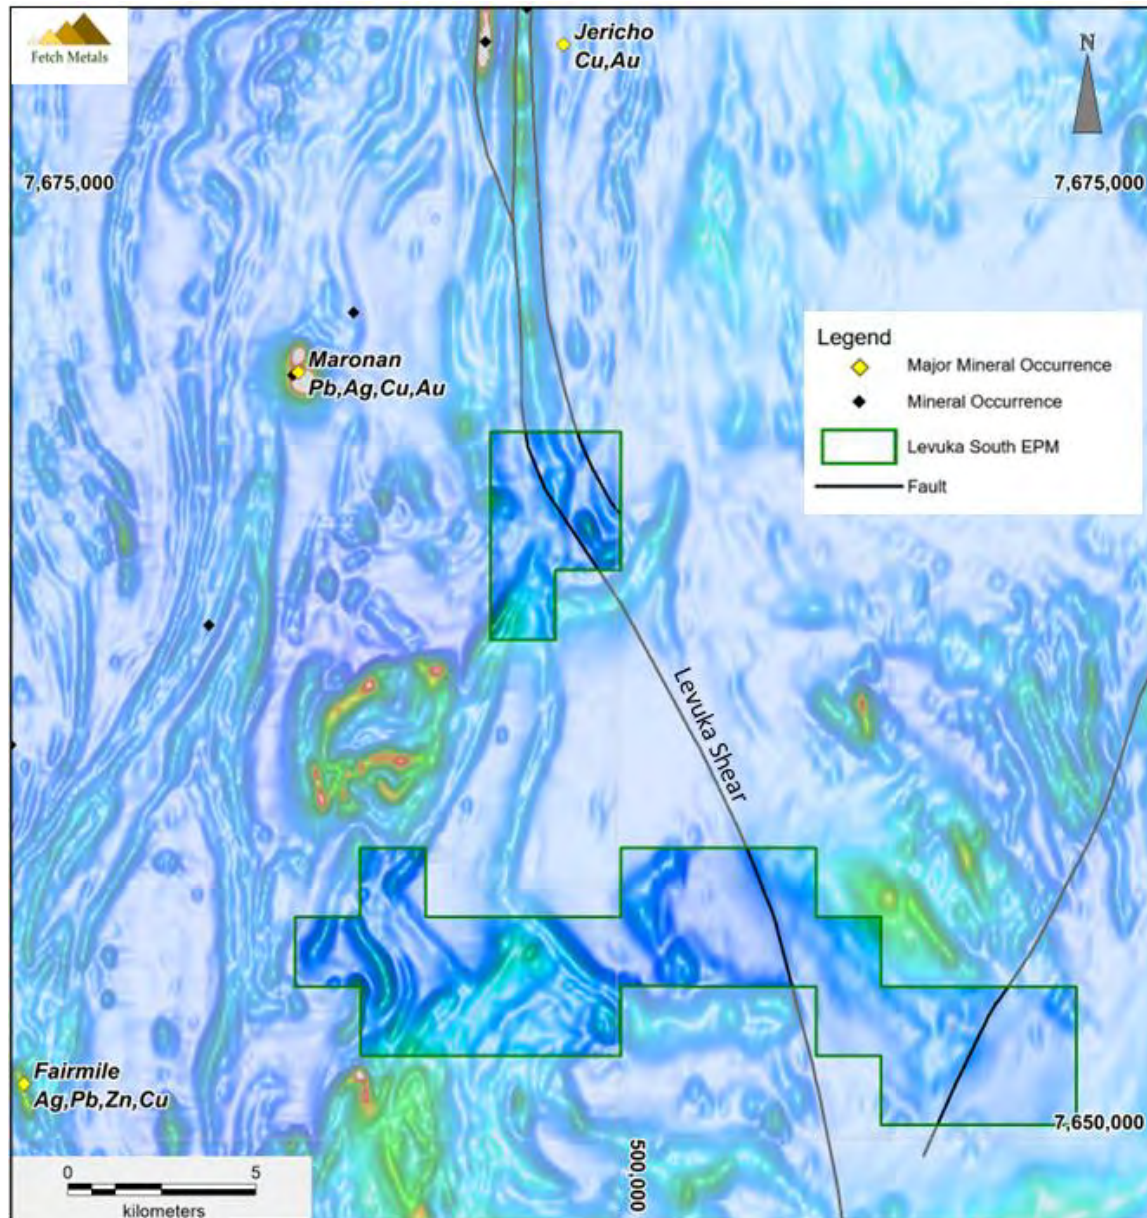 Fetch Metals
Jericho
Cu,Au
N
7,675,000
7,675,000
Legend
Major Mineral Occurrence
Mineral Occurrence
Levuka South EPM
Fault
Maronan
Pb,Ag,Cu,Au
Levuka Shear
Fairmile
Ag,Pb,Zn,Cu
7,650,000
500,000
0
5
kilometers